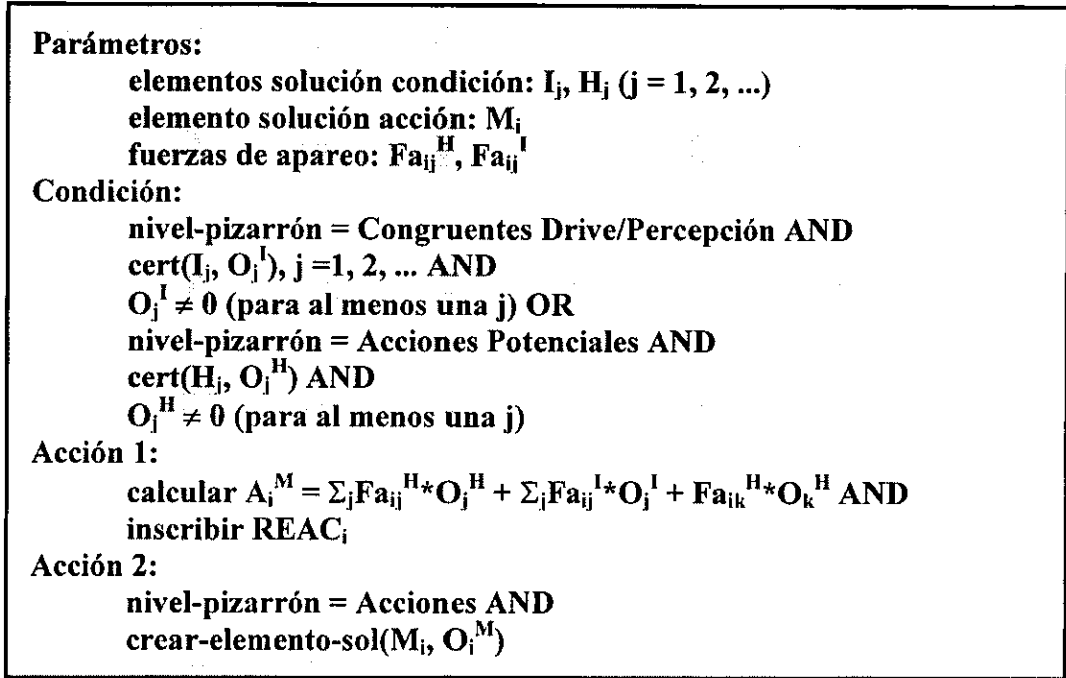 Parámetros:
elementos solución condición: Iⱼ, Hⱼ (j = 1, 2, ...)
elemento solución acción: Mᵢ
fuerzas de apareo: Faᵢⱼᴴ, Faᵢⱼᴵ
Condición:
nivel-pizarrón = Congruentes Drive/Percepción AND
cert(Iⱼ, Oⱼᴵ), j =1, 2, ... AND
Oⱼᴵ ≠ 0 (para al menos una j) OR
nivel-pizarrón = Acciones Potenciales AND
cert(Hⱼ, Oⱼᴴ) AND
Oⱼᴴ ≠ 0 (para al menos una j)
Acción 1:
calcular Aᵢᴹ = ΣⱼFaᵢⱼᴴ*Oⱼᴴ + ΣⱼFaᵢⱼᴵ*Oⱼᴵ + Faᵢₖᴴ*Oₖᴴ AND
inscribir REACᵢ
Acción 2:
nivel-pizarrón = Acciones AND
crear-elemento-sol(Mᵢ, Oᵢᴹ)